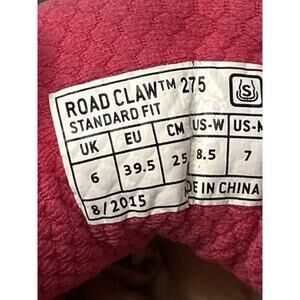 ROAD CLAW™ 275
STANDARD FIT
UK EU CM US-W US-M
6 39.5 25 8.5 7
8/2015 DE IN CHINA